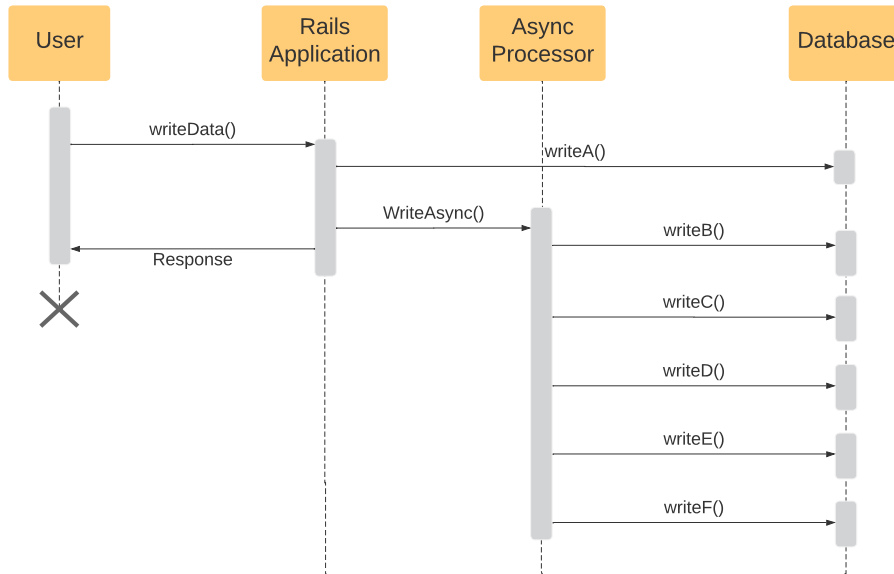 User
Rails
Application
Async
Processor
Database
writeData()
writeA()
WriteAsync()
writeB()
Response
writeC()
writeD()
writeE()
writeF()